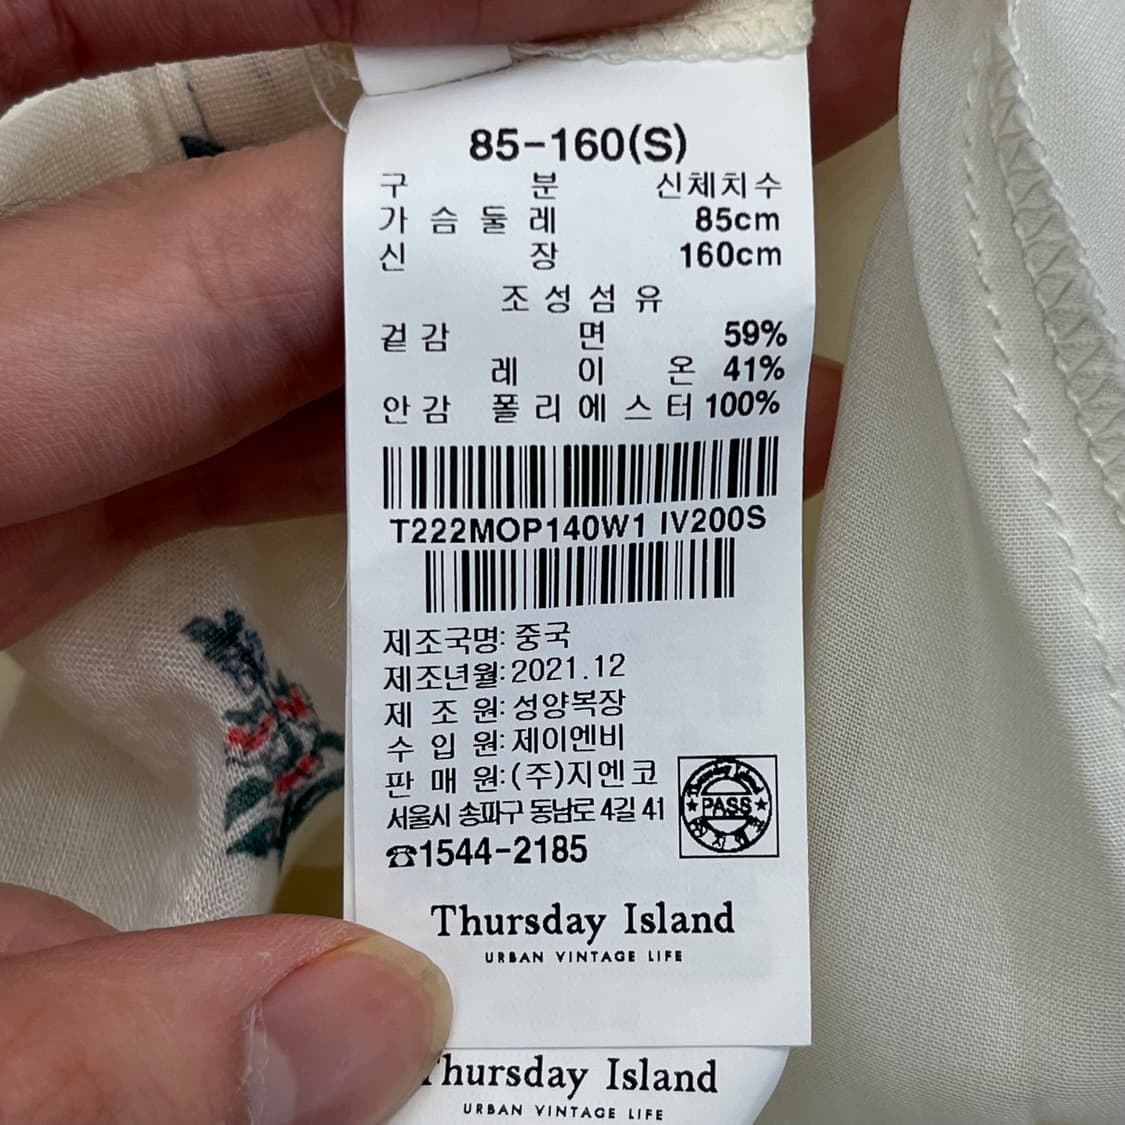 85-160(S)
구 분 신체치수
가 슴 둘 레 85cm
신 장 160cm
조 성 섬 유
겉 감 면 59%
레 이 온 41%
안 감 폴 리 에 스 터 100%
T222MOP140W1 IV200S
제조국명: 중국
제조년월: 2021.12
제 조 원: 성양복장
수 입 원: 제이엔비
판 매 원: (주)지엔코
서울시 송파구 동남로 4길 41
☎1544-2185
Thursday Island
PASS
Thursday Island
URBAN VINTAGE LIFE
Thursday Island
URBAN VINTAGE LIFE